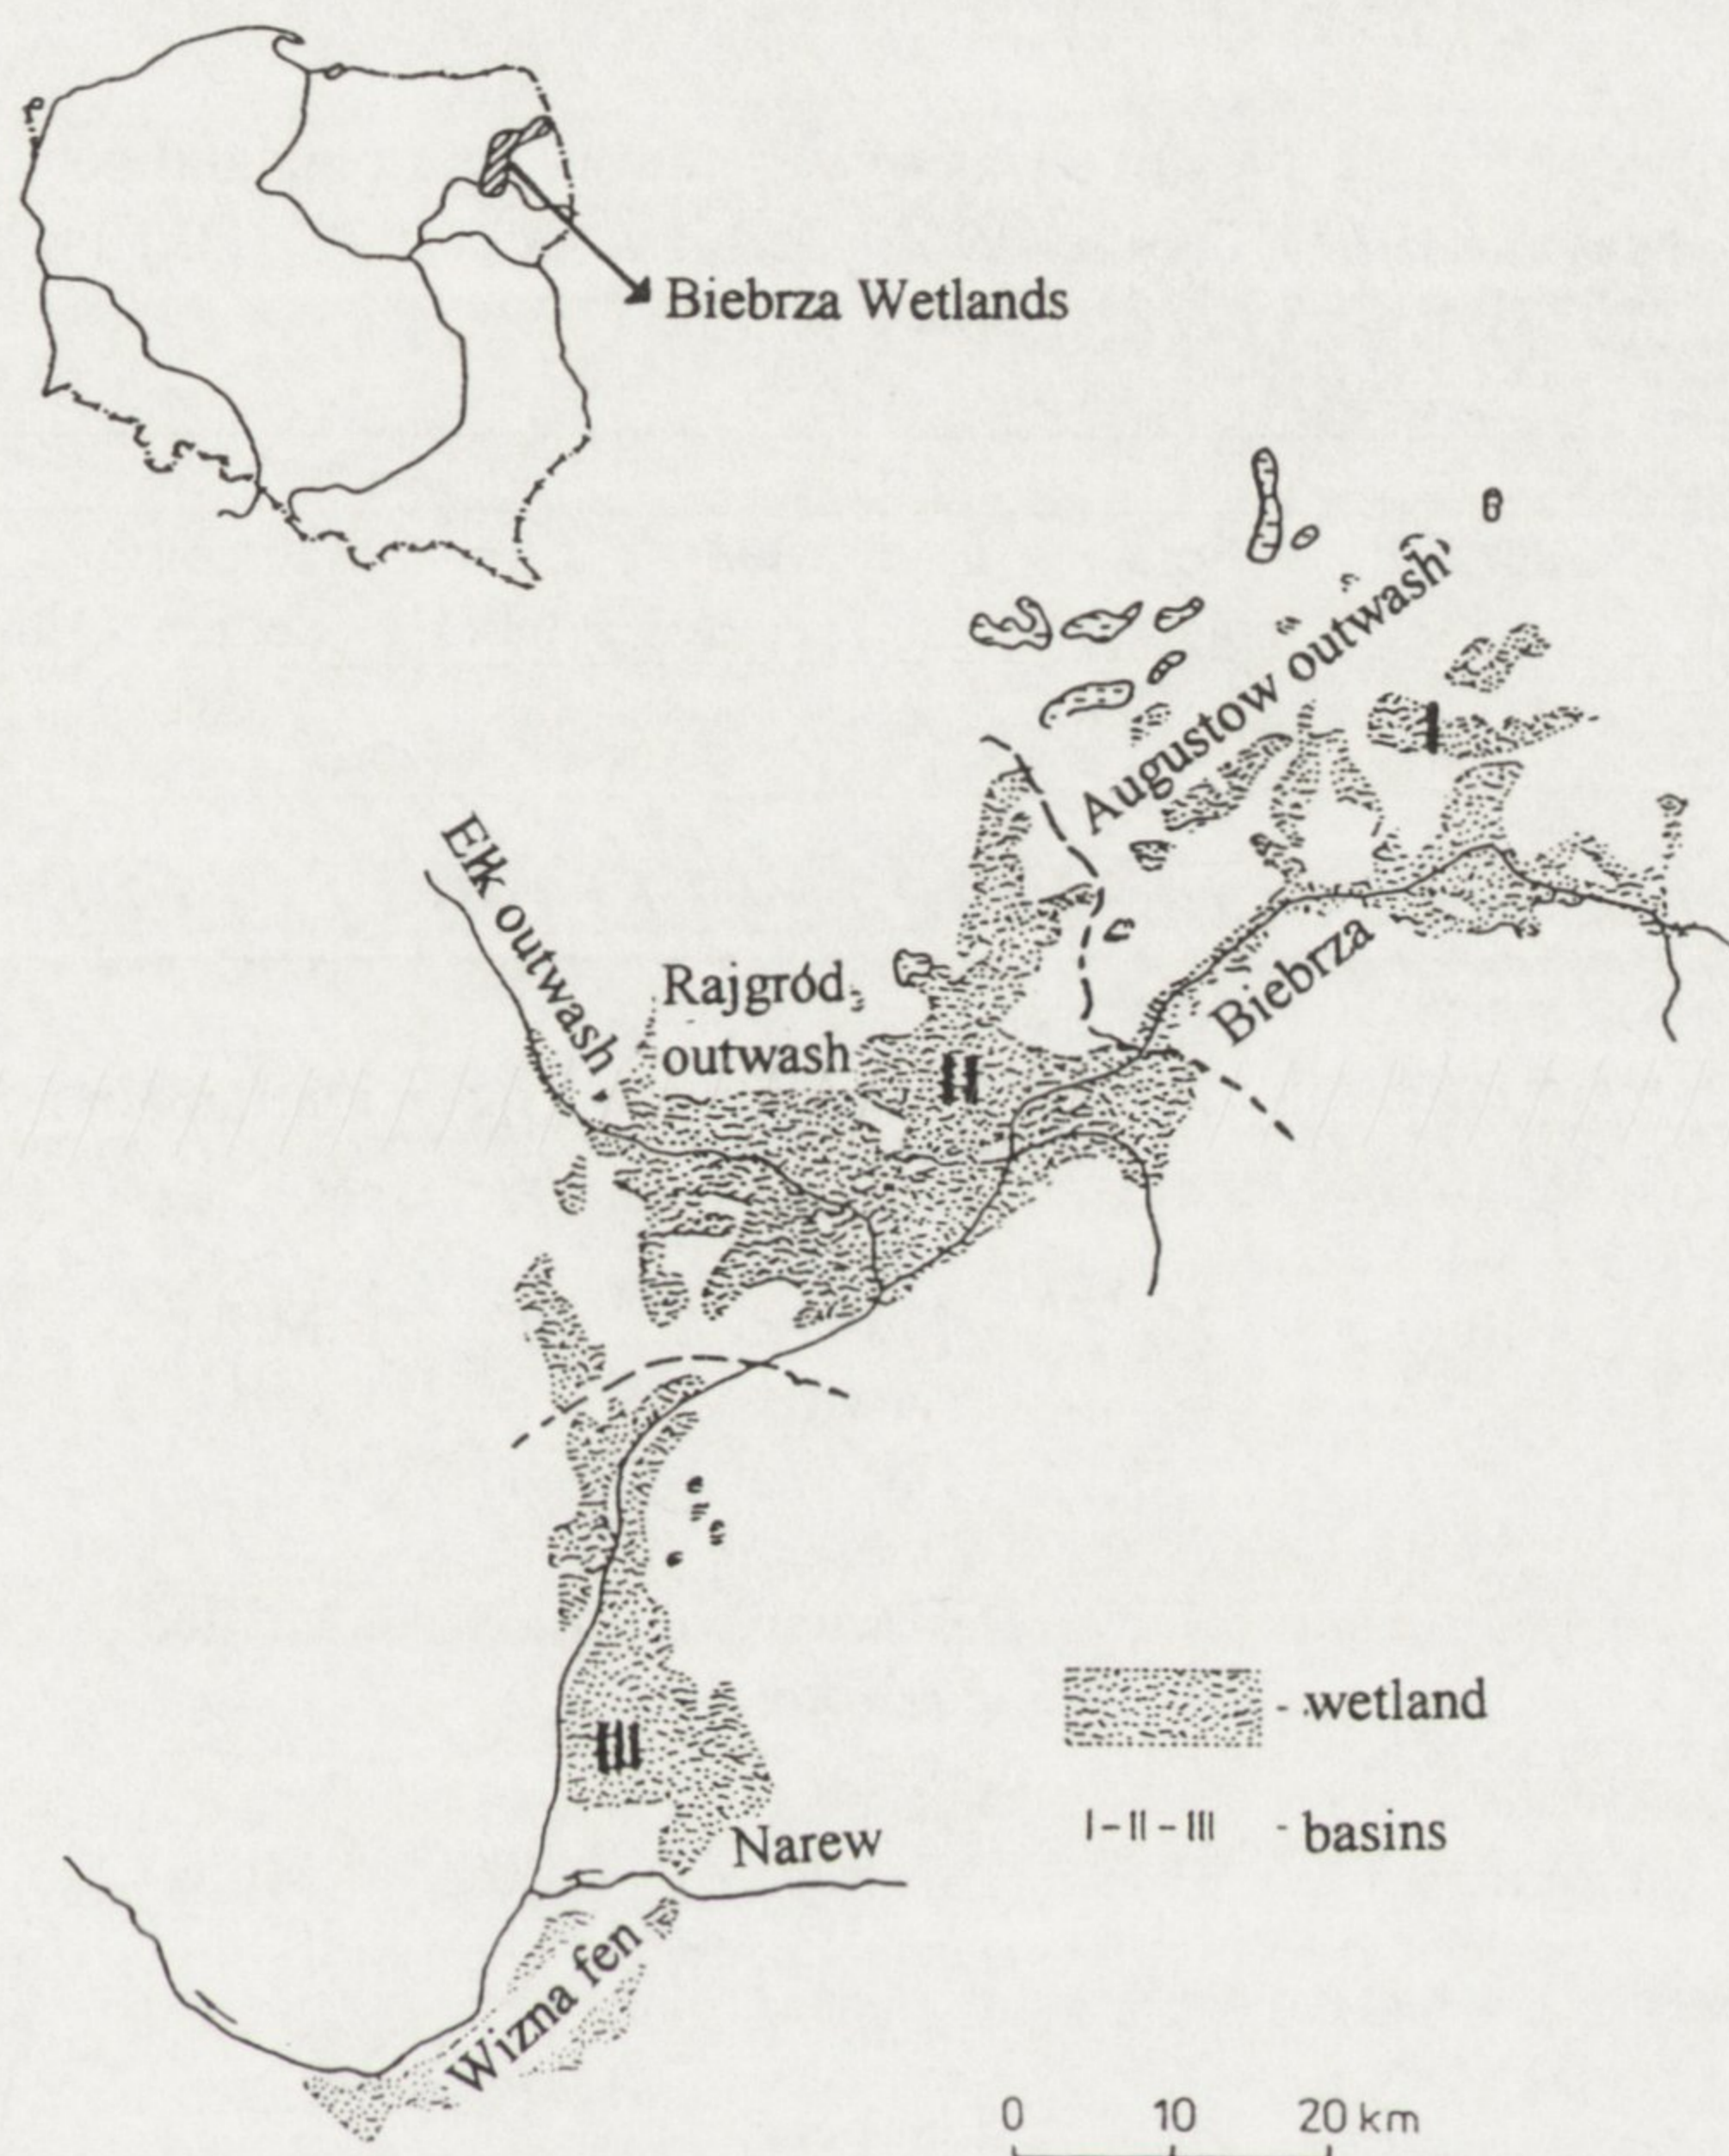 Biebrza Wetlands
Augustow outwash
I
Ełk outwash
Rajgród
outwash
II
Biebrza
III
- wetland
I-II-III - basins
Narew
Wizna fen
0 10 20 km